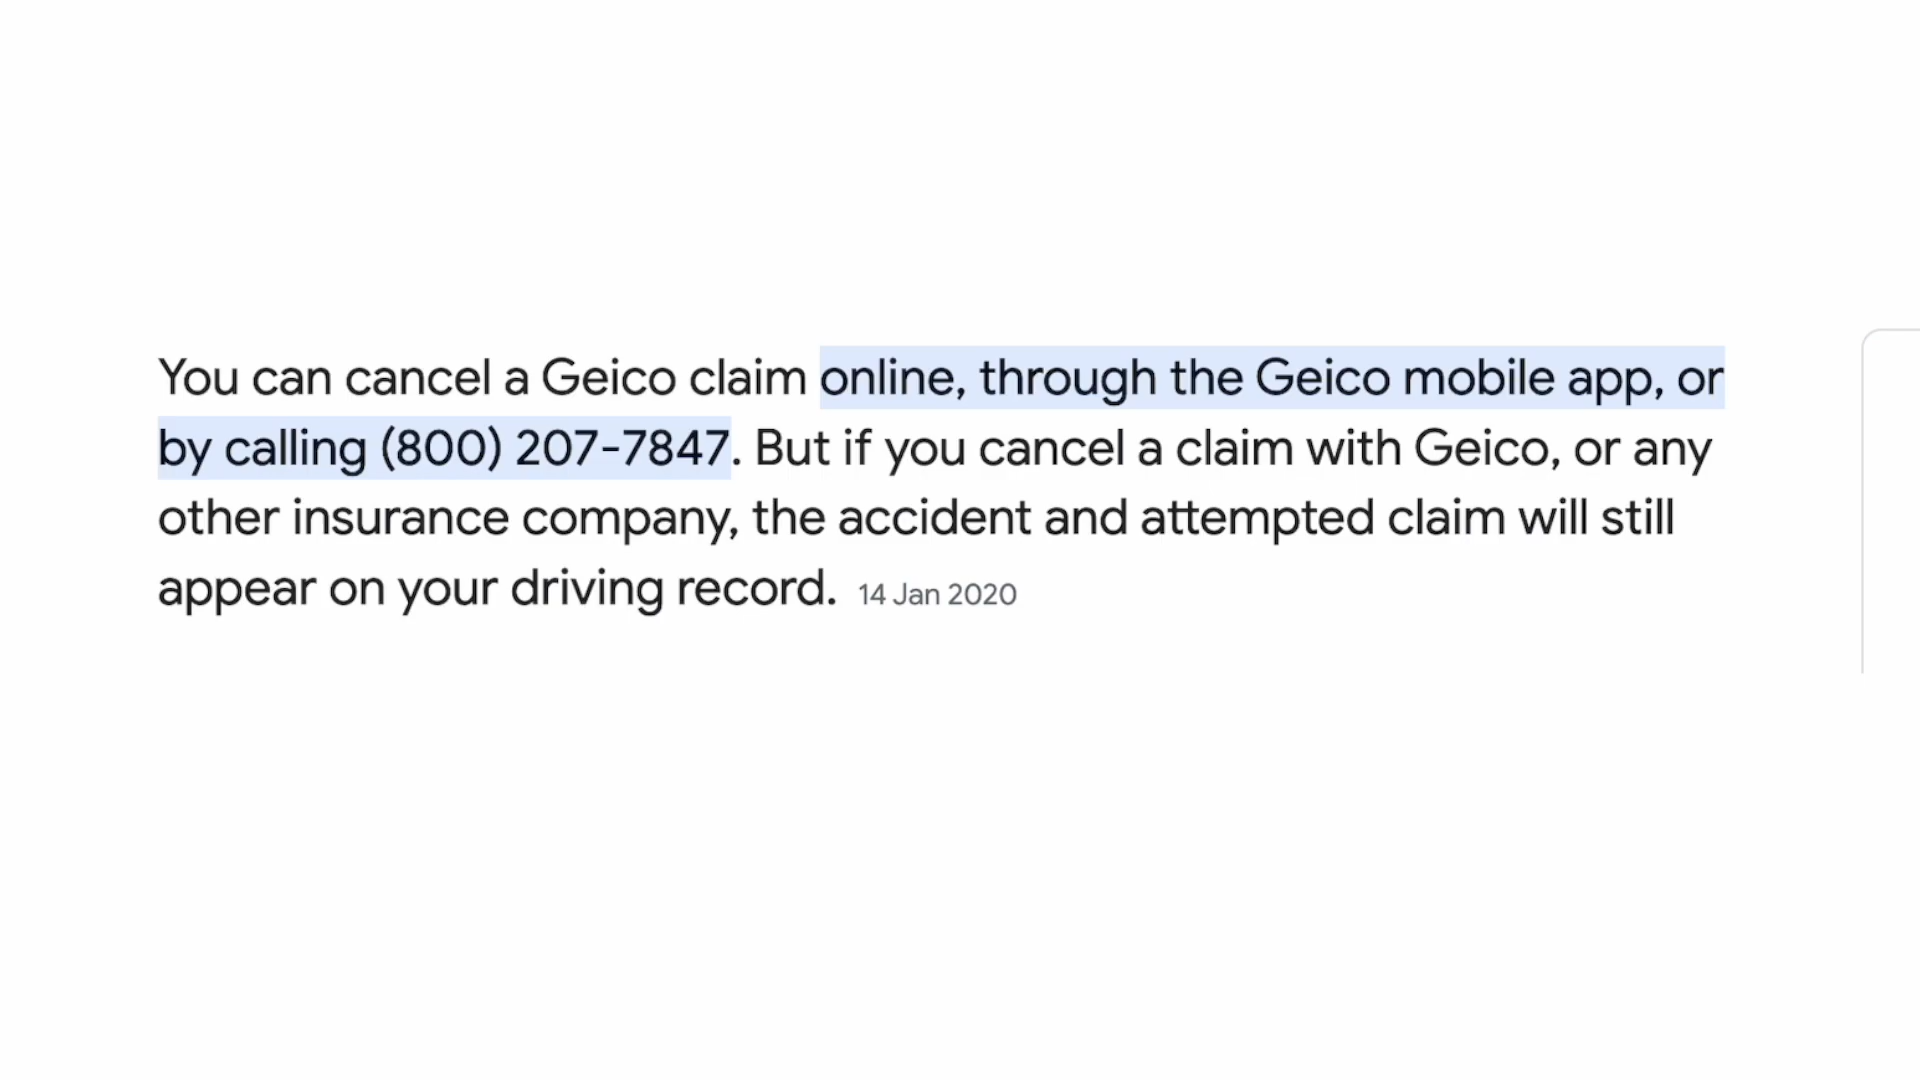 You can cancel a Geico claim online, through the Geico mobile app, or
by calling (800) 207-7847. But if you cancel a claim with Geico, or any
other insurance company, the accident and attempted claim will still
appear on your driving record. 14 Jan 2020